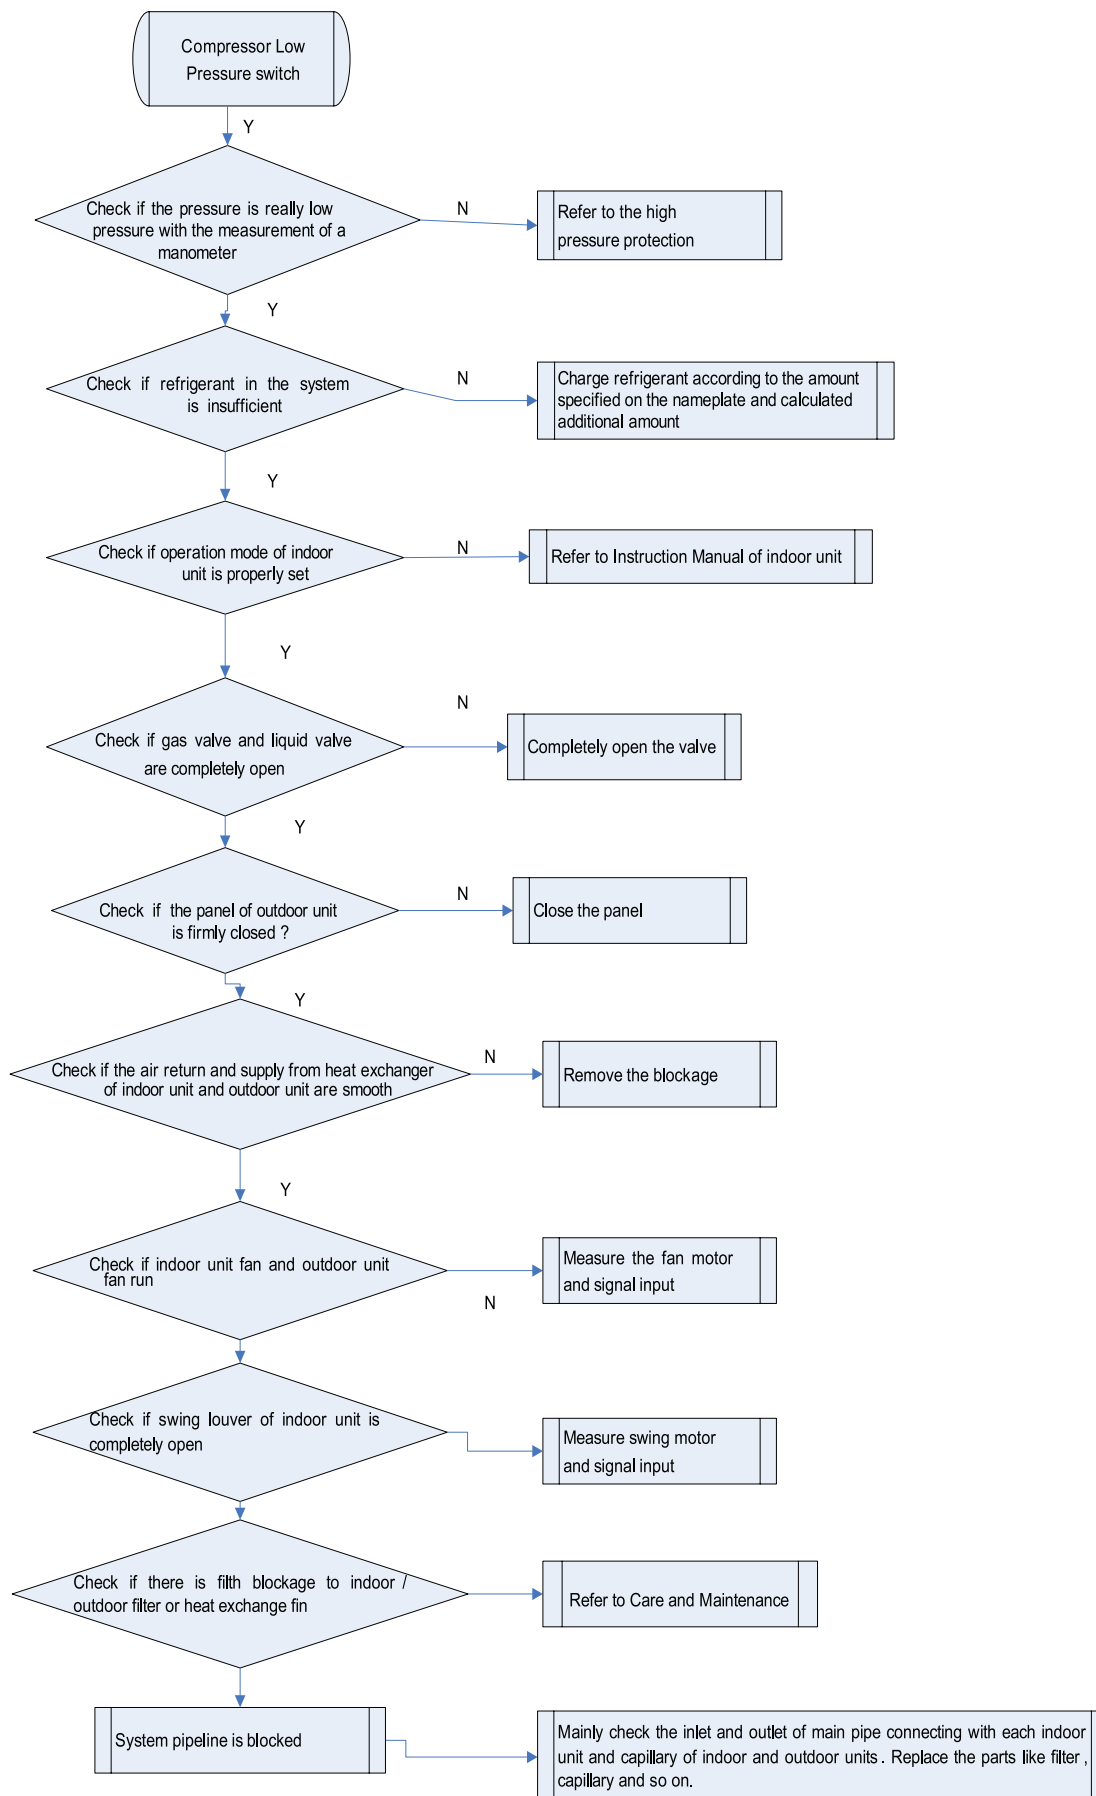 Compressor Low
Pressure switch
Y
Check if the pressure is really low
pressure with the measurement of a
manometer
N
Refer to the high
pressure protection
Y
Check if refrigerant in the system
is insufficient
N
Charge refrigerant according to the amount
specified on the nameplate and calculated
additional amount
Y
Check if operation mode of indoor
unit is properly set
N
Refer to Instruction Manual of indoor unit
Y
Check if gas valve and liquid valve
are completely open
N
Completely open the valve
Y
Check if the panel of outdoor unit
is firmly closed ?
N
Close the panel
Y
Check if the air return and supply from heat exchanger
of indoor unit and outdoor unit are smooth
N
Remove the blockage
Y
Check if indoor unit fan and outdoor unit
fan run
N
Measure the fan motor
and signal input
Check if swing louver of indoor unit is
completely open
Measure swing motor
and signal input
Check if there is filth blockage to indoor /
outdoor filter or heat exchange fin
Refer to Care and Maintenance
System pipeline is blocked
Mainly check the inlet and outlet of main pipe connecting with each indoor
unit and capillary of indoor and outdoor units . Replace the parts like filter ,
capillary and so on.